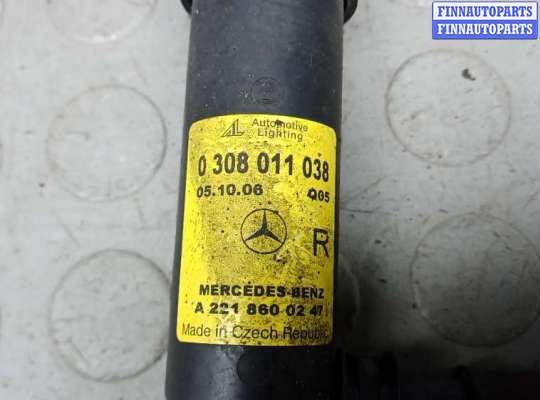 FINNAUTOPARTS
FINNAUTOPARTS
Automotive
Lighting
0 308 011 038
05.10.06 Q05
R
MERCEDES-BENZ
A 221 860 02 47
Made in Czech Republic